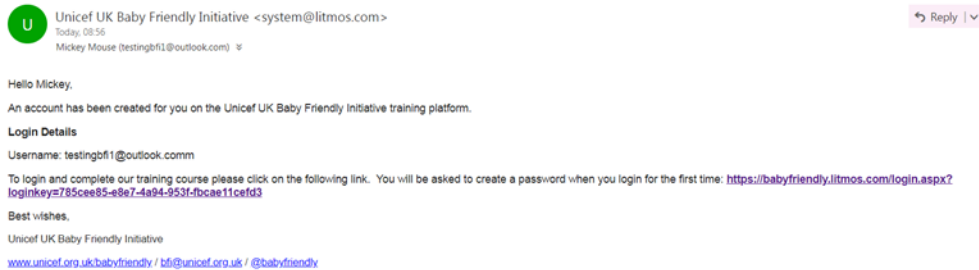 U
Unicef UK Baby Friendly Initiative <system@litmos.com>
Reply
Today, 08:56
Mickey Mouse (testingbfi1@outlook.com)
Hello Mickey,
An account has been created for you on the Unicef UK Baby Friendly Initiative training platform.
Login Details
Username: testingbfi1@outlook.comm
To login and complete our training course please click on the following link. You will be asked to create a password when you login for the first time: https://babyfriendly.litmos.com/login.aspx?
loginkey=785cee85-e8e7-4a94-953f-fbcae11cefd3
Best wishes,
Unicef UK Baby Friendly Initiative
www.unicef.org.uk/babyfriendly / bfi@unicef.org.uk / @babyfriendly